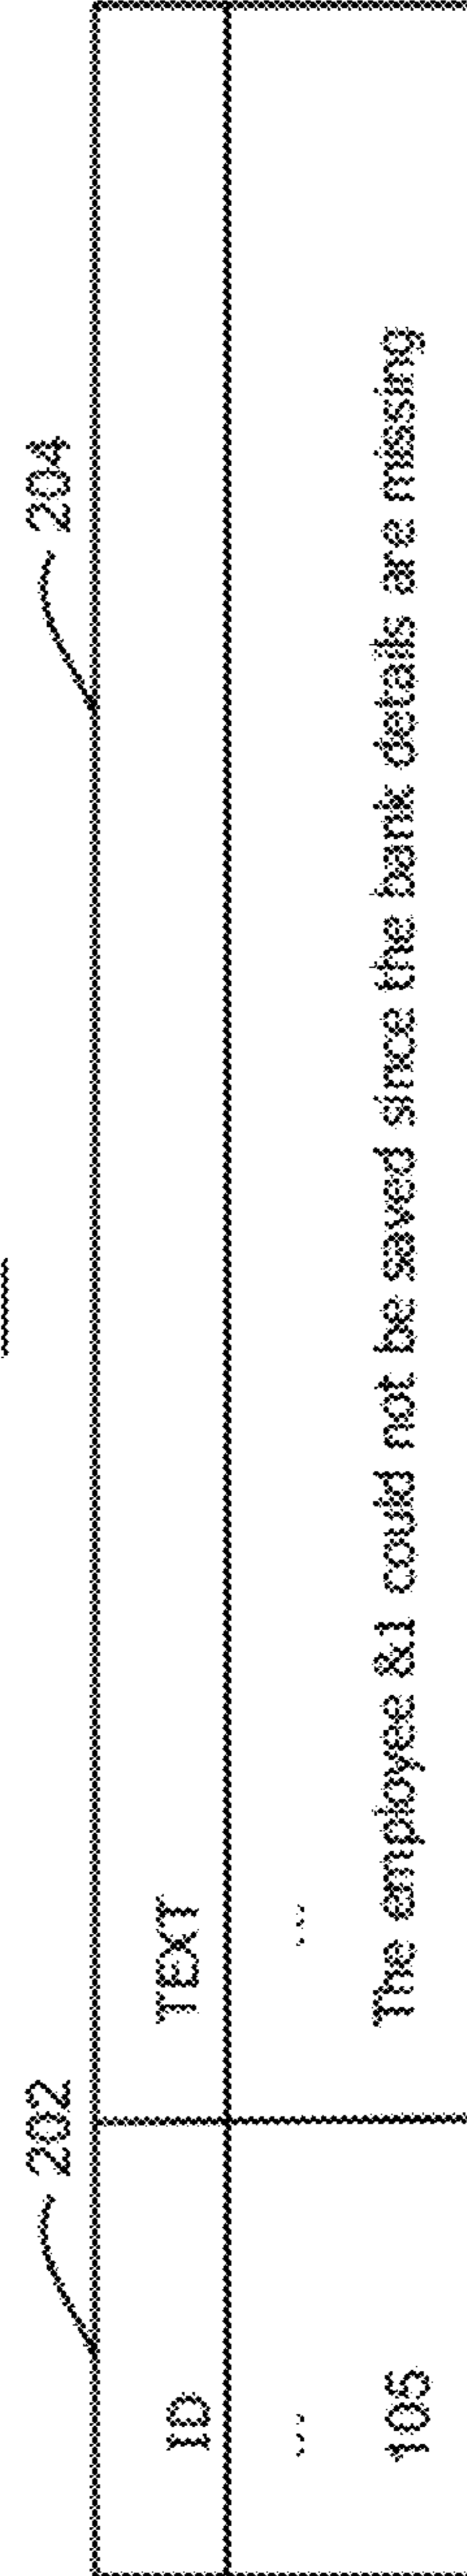 202 204
ID TEXT
... ...
105 The employee &1 could not be saved since the bank details are missing